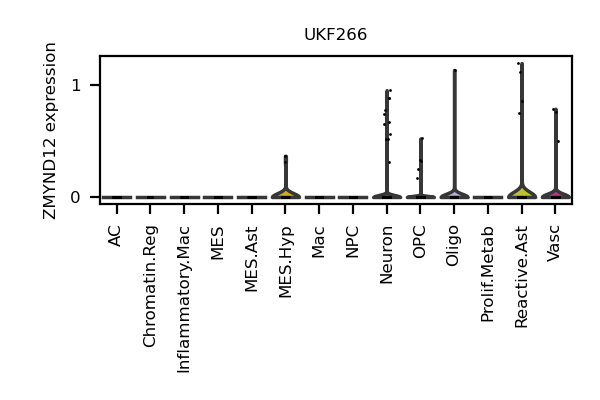 UKF266
ZMYND12 expression
1
0
AC
Chromatin.Reg
Inflammatory.Mac
MES
MES.Ast
MES.Hyp
Mac
NPC
Neuron
OPC
Oligo
Prolif.Metab
Reactive.Ast
Vasc